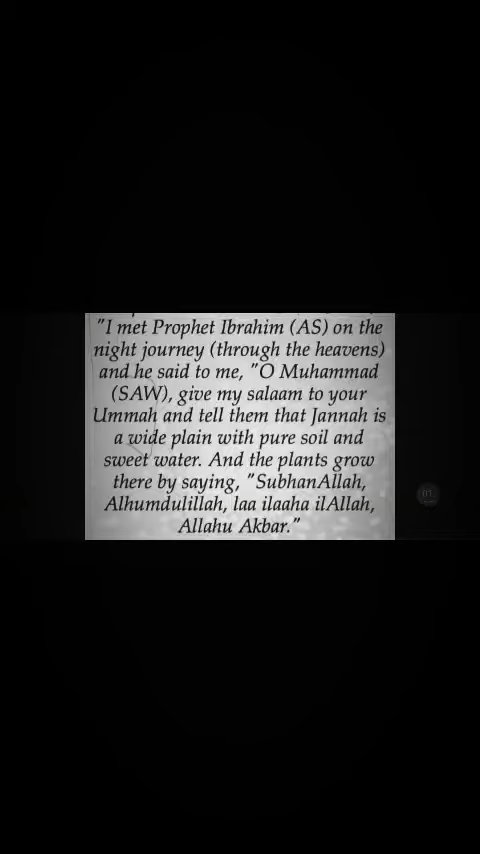 "I met Prophet Ibrahim (AS) on the
night journey (through the heavens)
and he said to me, "O Muhammad
(SAW), give my salaam to your
Ummah and tell them that Jannah is
a wide plain with pure soil and
sweet water. And the plants grow
there by saying, "SubhanAllah,
Alhumdulillah, laa ilaaha ilAllah,
Allahu Akbar."